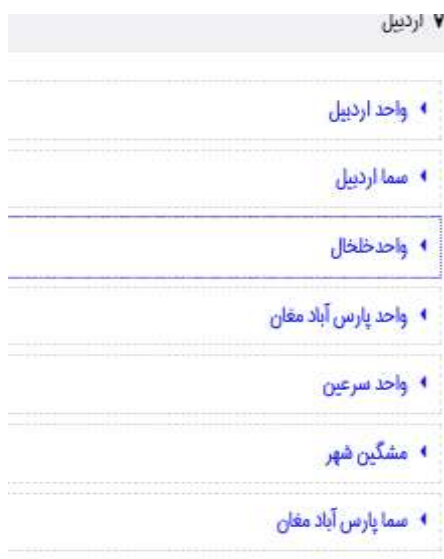 اردبیل
واحد اردبیل
سما اردبیل
واحدخلخال
واحد پارس آباد مغان
واحد سرعین
مشگین شهر
سما پارس آباد مغان